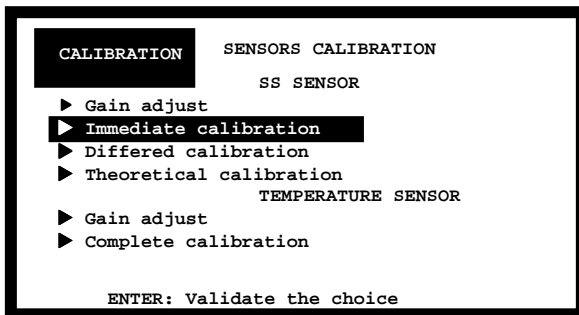 CALIBRATION SENSORS CALIBRATION
SS SENSOR
Gain adjust
Immediate calibration
Differed calibration
Theoretical calibration
TEMPERATURE SENSOR
Gain adjust
Complete calibration
ENTER: Validate the choice